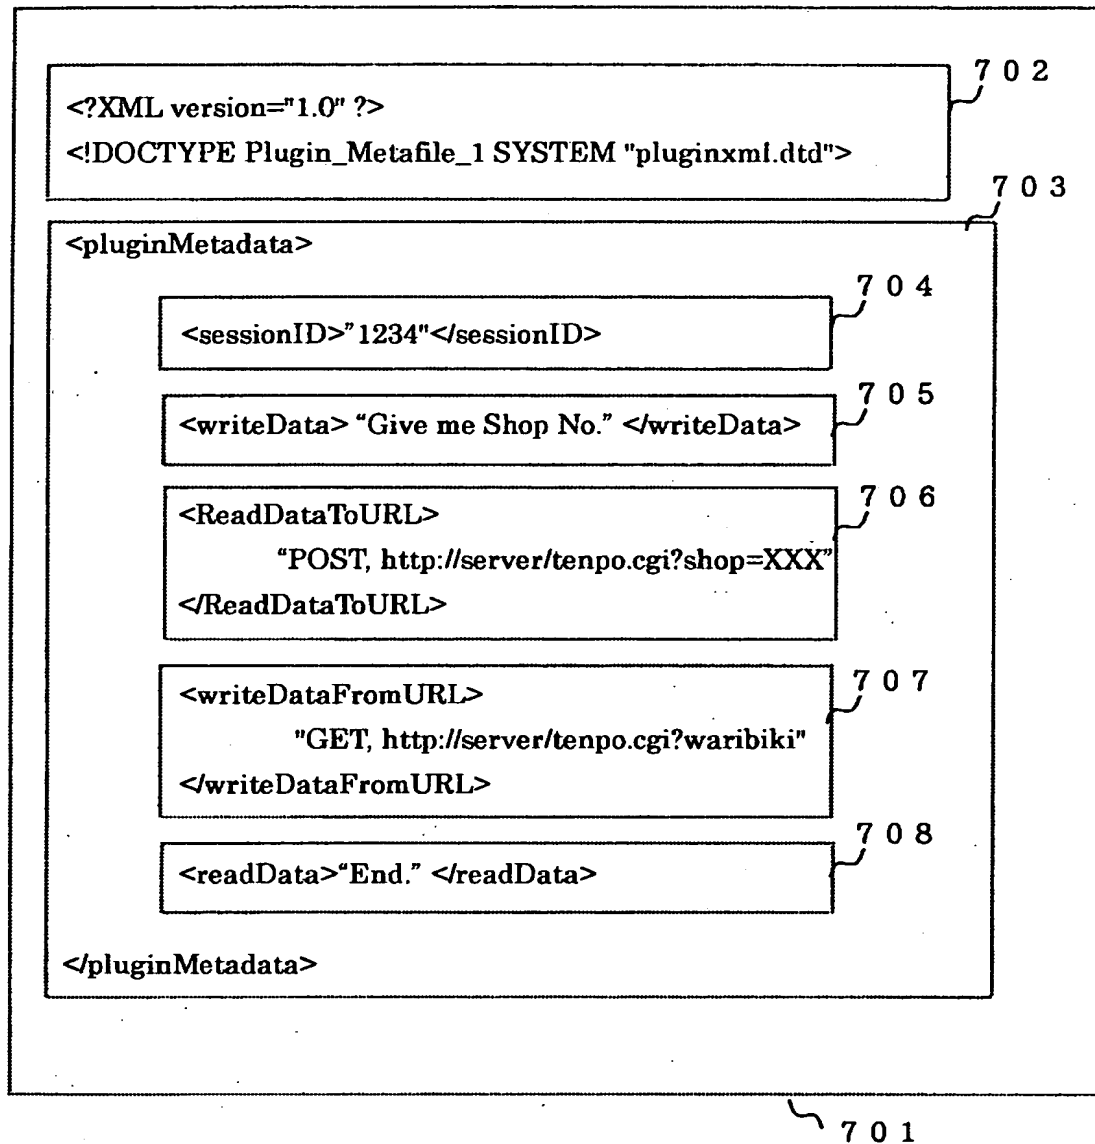 702
<?XML version="1.0" ?>
<!DOCTYPE Plugin_Metafile_1 SYSTEM "pluginxml.dtd">
703
<pluginMetadata>
704
<sessionID>"1234"</sessionID>
705
<writeData> “Give me Shop No.” </writeData>
706
<ReadDataToURL>
“POST, http://server/tenpo.cgi?shop=XXX”
</ReadDataToURL>
707
<writeDataFromURL>
"GET, http://server/tenpo.cgi?waribiki"
</writeDataFromURL>
708
<readData>“End.” </readData>
</pluginMetadata>
701